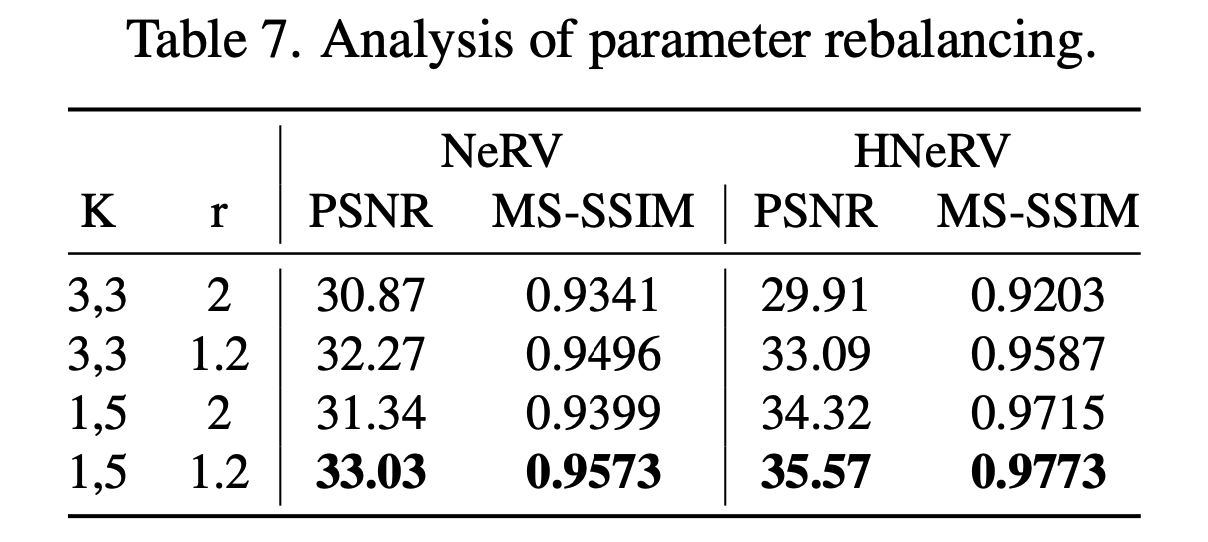 Table 7. Analysis of parameter rebalancing.
NeRV HNeRV
K r PSNR MS-SSIM PSNR MS-SSIM
3,3 2 30.87 0.9341 29.91 0.9203
3,3 1.2 32.27 0.9496 33.09 0.9587
1,5 2 31.34 0.9399 34.32 0.9715
1,5 1.2 33.03 0.9573 35.57 0.9773